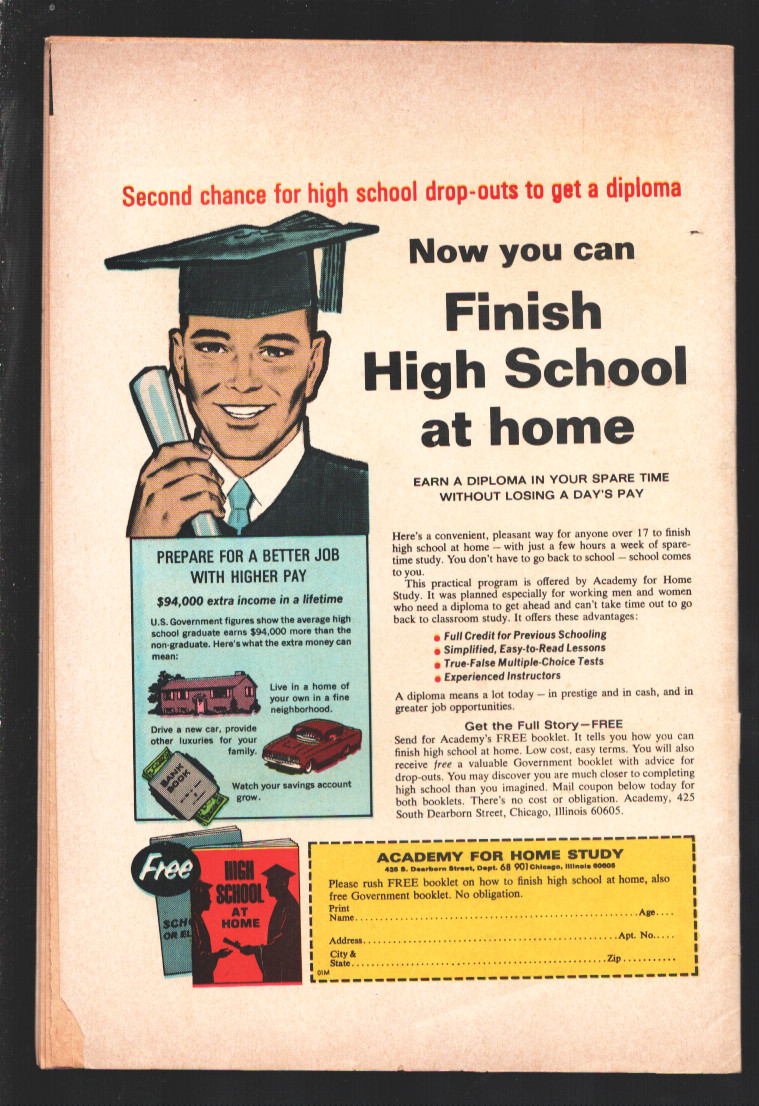 Second chance for high school drop-outs to get a diploma
Now you can
Finish
High School
at home
EARN A DIPLOMA IN YOUR SPARE TIME
WITHOUT LOSING A DAY'S PAY
PREPARE FOR A BETTER JOB
WITH HIGHER PAY
$94,000 extra income in a lifetime
U.S. Government figures show the average high
school graduate earns $94,000 more than the
non-graduate. Here's what the extra money can
mean:
Live in a home of
your own in a fine
neighborhood.
Drive a new car, provide
other luxuries for your
family.
BANK
BOOK
Watch your savings account
grow.
Here's a convenient, pleasant way for anyone over 17 to finish
high school at home — with just a few hours a week of spare-
time study. You don't have to go back to school — school comes
to you.
This practical program is offered by Academy for Home
Study. It was planned especially for working men and women
who need a diploma to get ahead and can't take time out to go
back to classroom study. It offers these advantages:
• Full Credit for Previous Schooling
• Simplified, Easy-to-Read Lessons
• True-False Multiple-Choice Tests
• Experienced Instructors
A diploma means a lot today — in prestige and in cash, and in
greater job opportunities.
Get the Full Story—FREE
Send for Academy's FREE booklet. It tells you how you can
finish high school at home. Low cost, easy terms. You will also
receive free a valuable Government booklet with advice for
drop-outs. You may discover you are much closer to completing
high school than you imagined. Mail coupon below today for
both booklets. There's no cost or obligation. Academy, 425
South Dearborn Street, Chicago, Illinois 60605.
Free
SCH
OR EL
HIGH
SCHOOL
AT
HOME
ACADEMY FOR HOME STUDY
425 S. Dearborn Street, Dept. 68 901 Chicago, Illinois 60605
Please rush FREE booklet on how to finish high school at home, also
free Government booklet. No obligation.
Print
Name Age
Address Apt. No.
City &
State Zip
01M